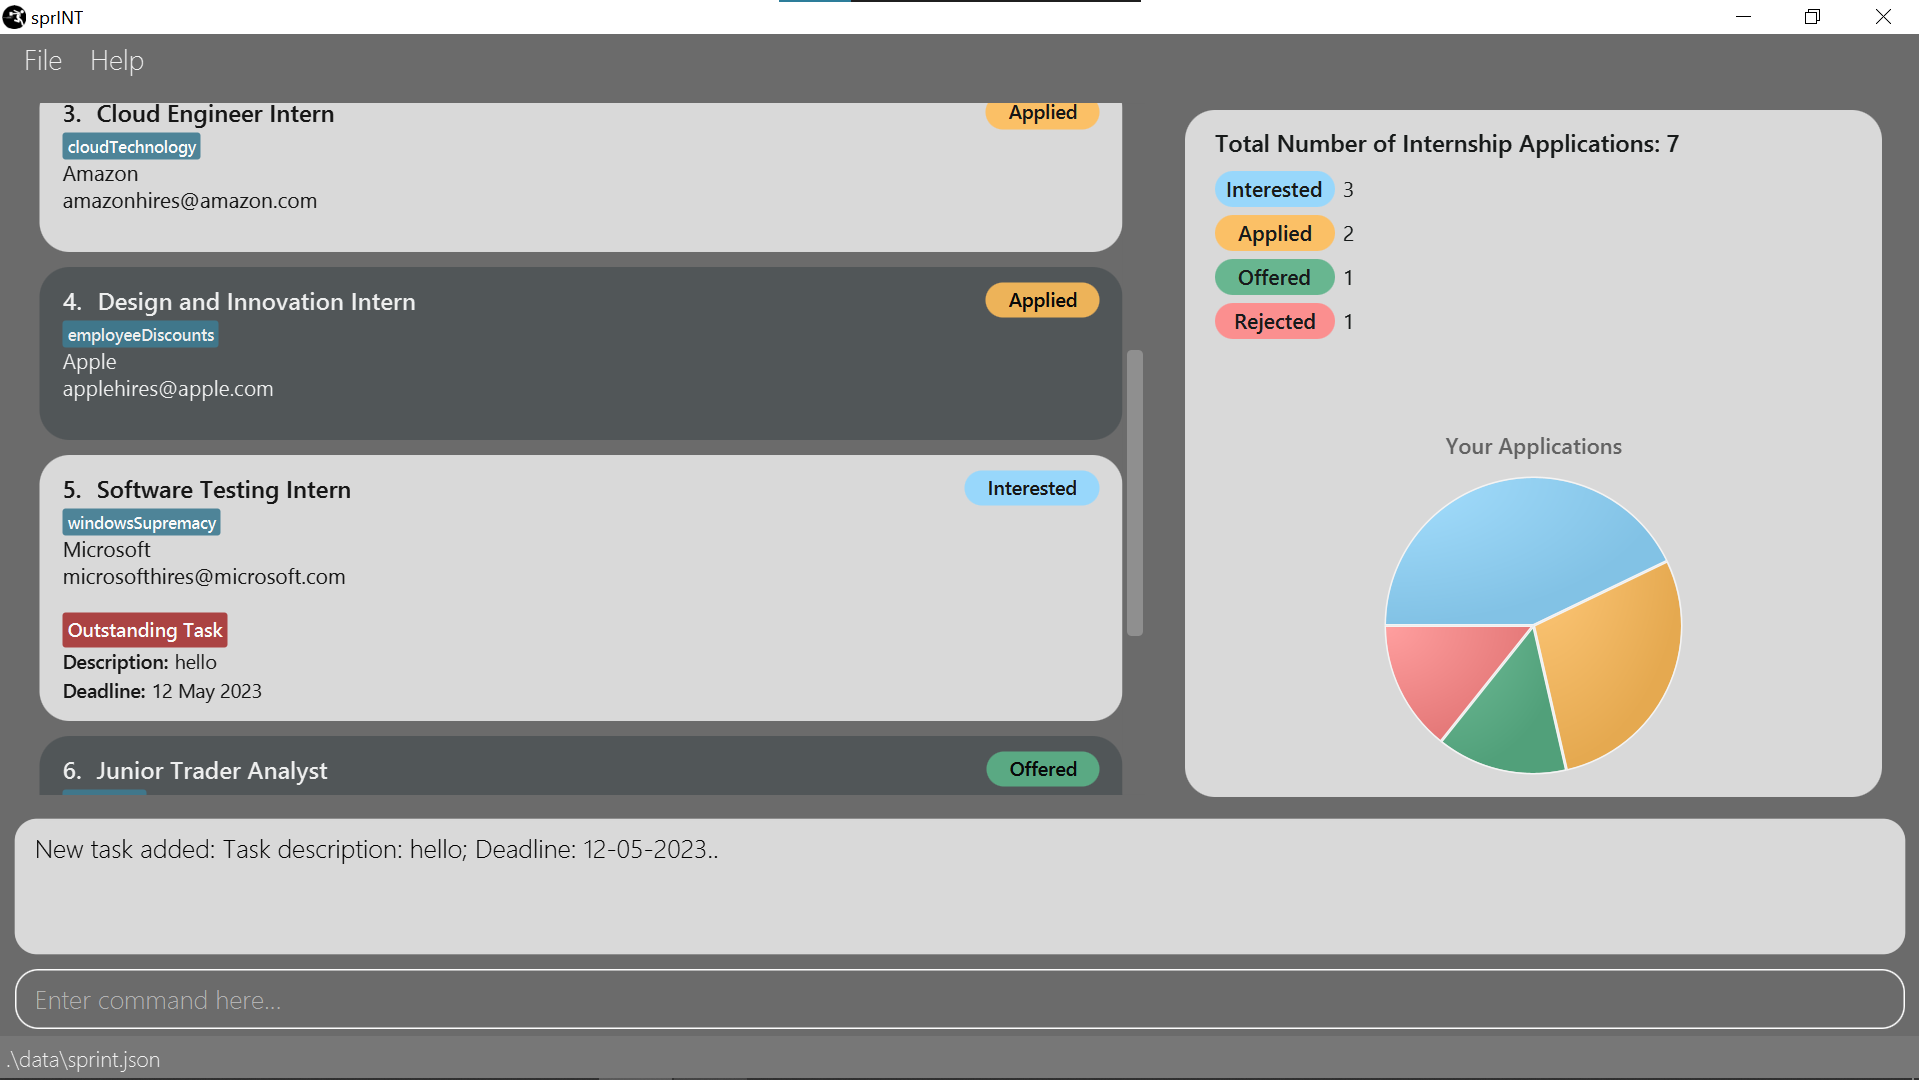 sprINT
File Help
3. Cloud Engineer Intern
Applied
cloudTechnology
Amazon
amazonhires@amazon.com
4. Design and Innovation Intern
Applied
employeeDiscounts
Apple
applehires@apple.com
5. Software Testing Intern
Interested
windowsSupremacy
Microsoft
microsofthires@microsoft.com
Outstanding Task
Description: hello
Deadline: 12 May 2023
6. Junior Trader Analyst
Offered
Total Number of Internship Applications: 7
Interested 3
Applied 2
Offered 1
Rejected 1
Your Applications
New task added: Task description: hello; Deadline: 12-05-2023..
Enter command here...
.\data\sprint.json